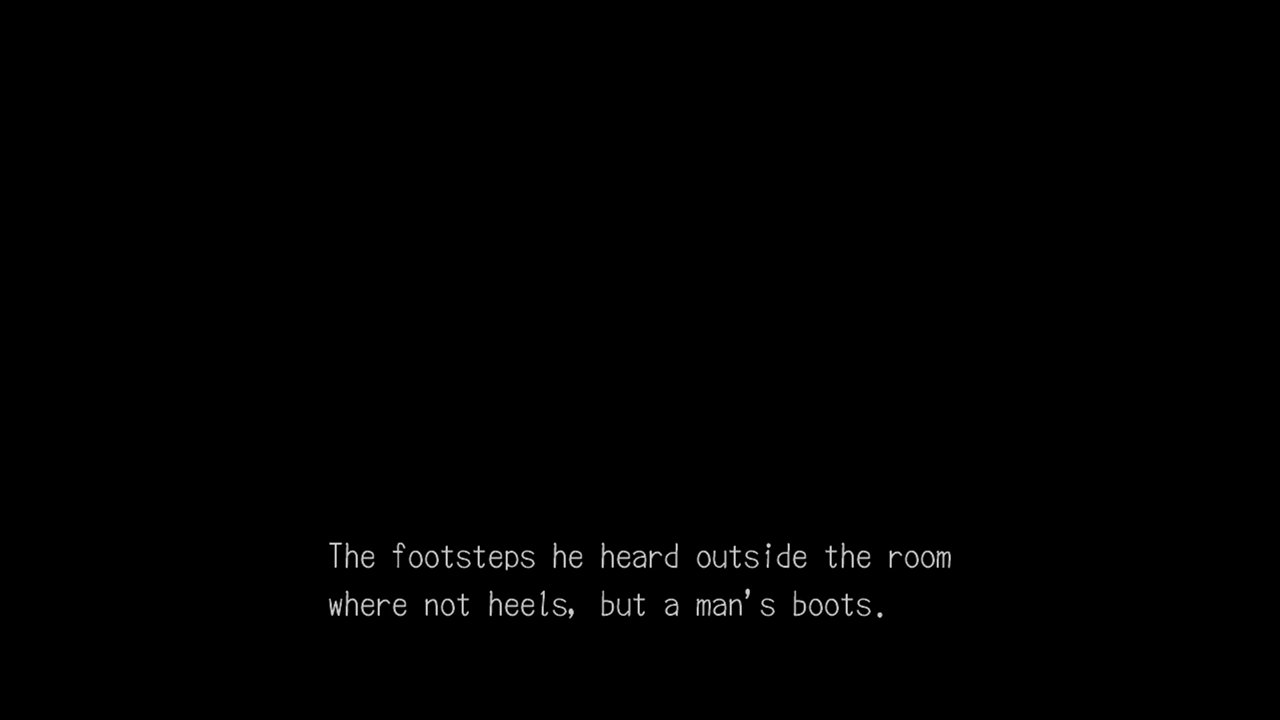 The footsteps he heard outside the room
where not heels, but a man's boots.